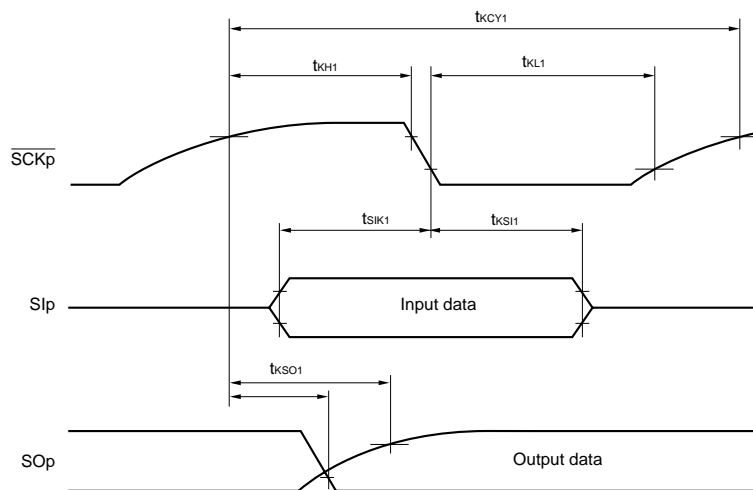 tKCY1
tKH1
tKL1
SCKp
tSIK1
tKSI1
SIp
Input data
tKSO1
SOp
Output data